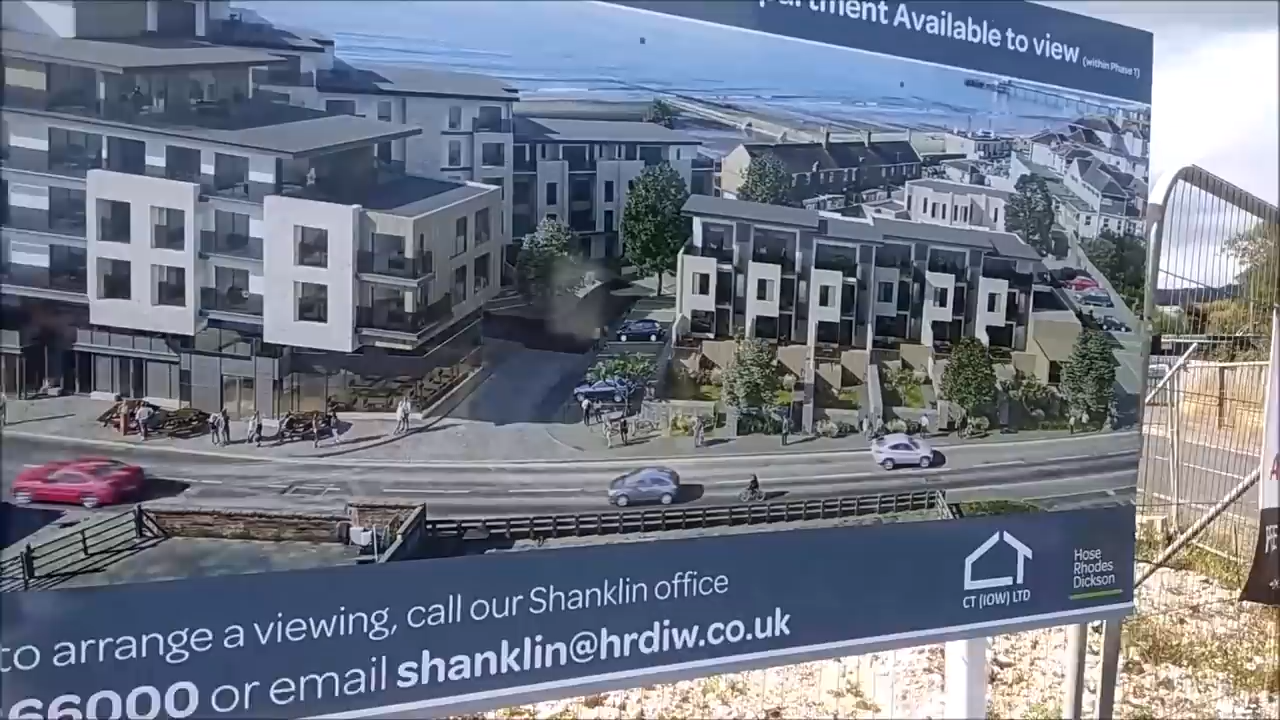 Available to view (within Phase 1)
to arrange a viewing, call our Shanklin office
66000 or email shanklin@hrdiw.co.uk
CT (IOW) LTD
Hose
Rhodes
Dickson